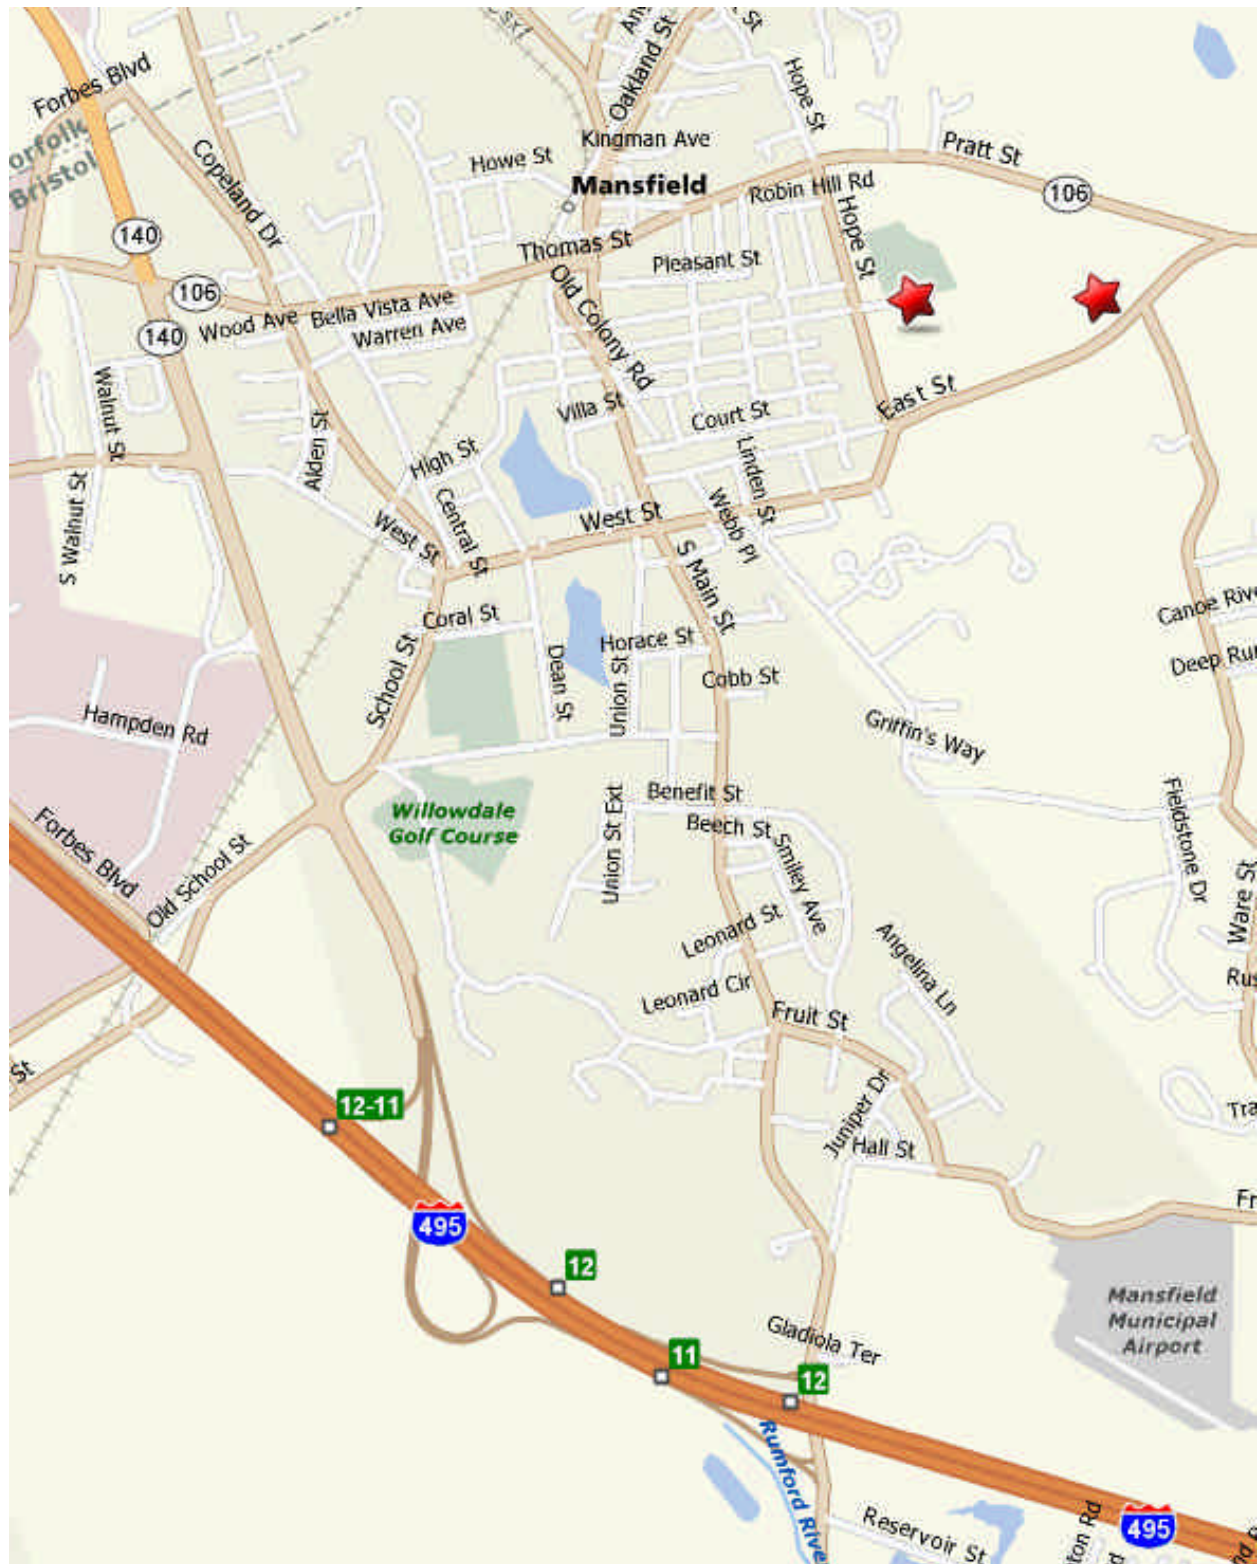 Oakland St
Forbes Blvd
Hope St
Kingman Ave
Pratt St
Howe St
Copeland Dr
Mansfield
Robin Hill Rd
106
Bristol
Hope St
140
Thomas St
Pleasant St
106
Old Colony Rd
Bella Vista Ave
Wood Ave
140
Warren Ave
Walnut St
East St
Villa St
Court St
Alden St
High St
Linden St
S Walnut St
Central St
West St
West St
Webb Pl
S Main St
Coral St
Canoe Rive
Horace St
School St
Dean St
Union St
Deep Run
Cobb St
Hampden Rd
Griffin's Way
Benefit St
Fieldstone Dr
Willowdale
Golf Course
Union St Ext
Beech St
Forbes Blvd
Smiley Ave
Old School St
Ware St
Leonard St
Angelina Ln
Rus
Leonard Cir
Fruit St
St
Juniper Dr
12-11
Tra
Hall St
Fr
495
12
Mansfield
Municipal
Airport
Gladiola Ter
11
12
Rumford River
Reservoir St
ton Rd
495